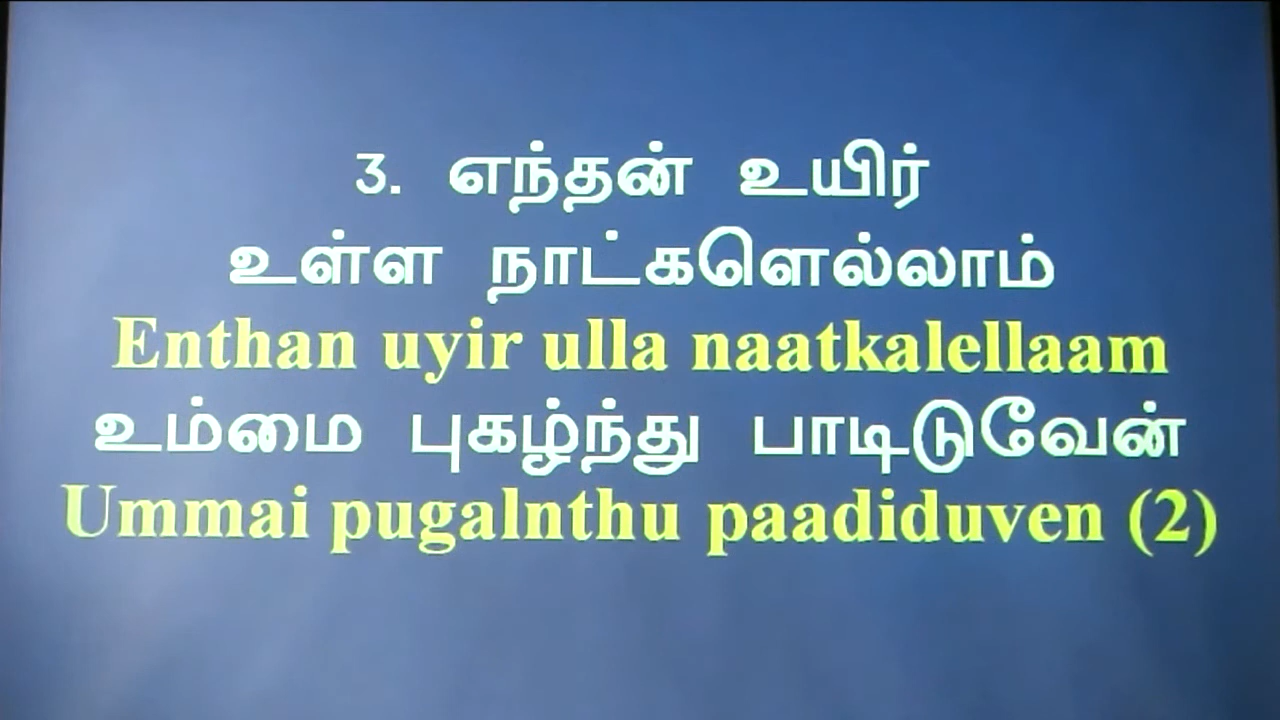 3. எந்தன் உயிர்
உள்ள நாட்களெல்லாம்
Enthan uyir ulla naatkalellaam
உம்மை புகழ்ந்து பாடிடுவேன்
Ummai pugalnthu paadiduven (2)